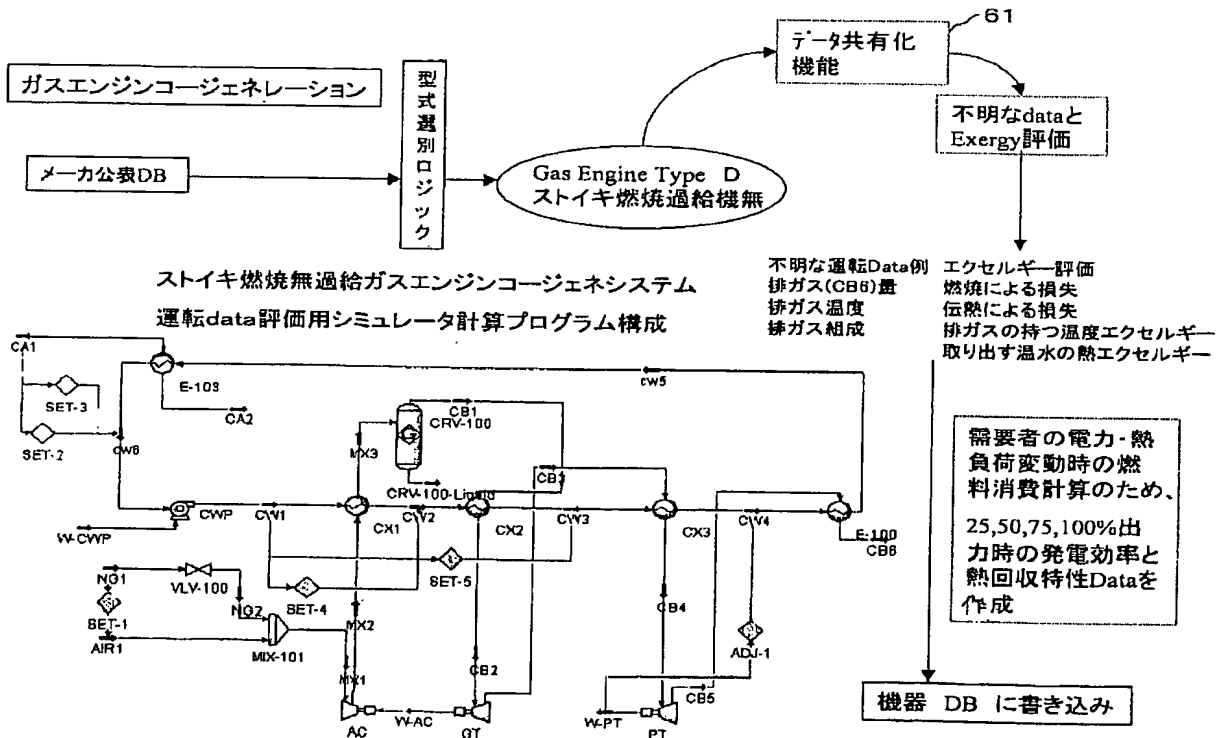 61
データ共有化
機能
ガスエンジンコージェネレーション
型式選別ロジック
不明なdataと
Exergy評価
メーカ公表DB
Gas Engine Type D
ストイキ燃焼過給機無
ストイキ燃焼無過給ガスエンジンコージェネシステム
運転data評価用シミュレータ計算プログラム構成
不明な運転Data例
排ガス(CB6)量
排ガス温度
排ガス組成
エクセルギー評価
燃焼による損失
伝熱による損失
排ガスの持つ温度エクセルギー
取り出す温水の熱エクセルギー
CA1
E-103
CW5
SET-3
CA2
SET-2
CW6
CB1
CRV-100
MX3
CRV-100-Liquid
CB3
CWP
CW1
CX1
CW2
CX2
CW3
CX3
CW4
E-100
CB6
W-CWP
NG1
VLV-100
SET-5
SET-4
NG2
SET-1
MX2
CB4
AIR1
MIX-101
ADJ-1
MX1
CB2
CB5
AC
W-AC
GT
W-PT
PT
需要者の電力・熱
負荷変動時の燃
料消費計算のため、
25,50,75,100%出
力時の発電効率と
熱回収特性Dataを
作成
機器 DB に書き込み